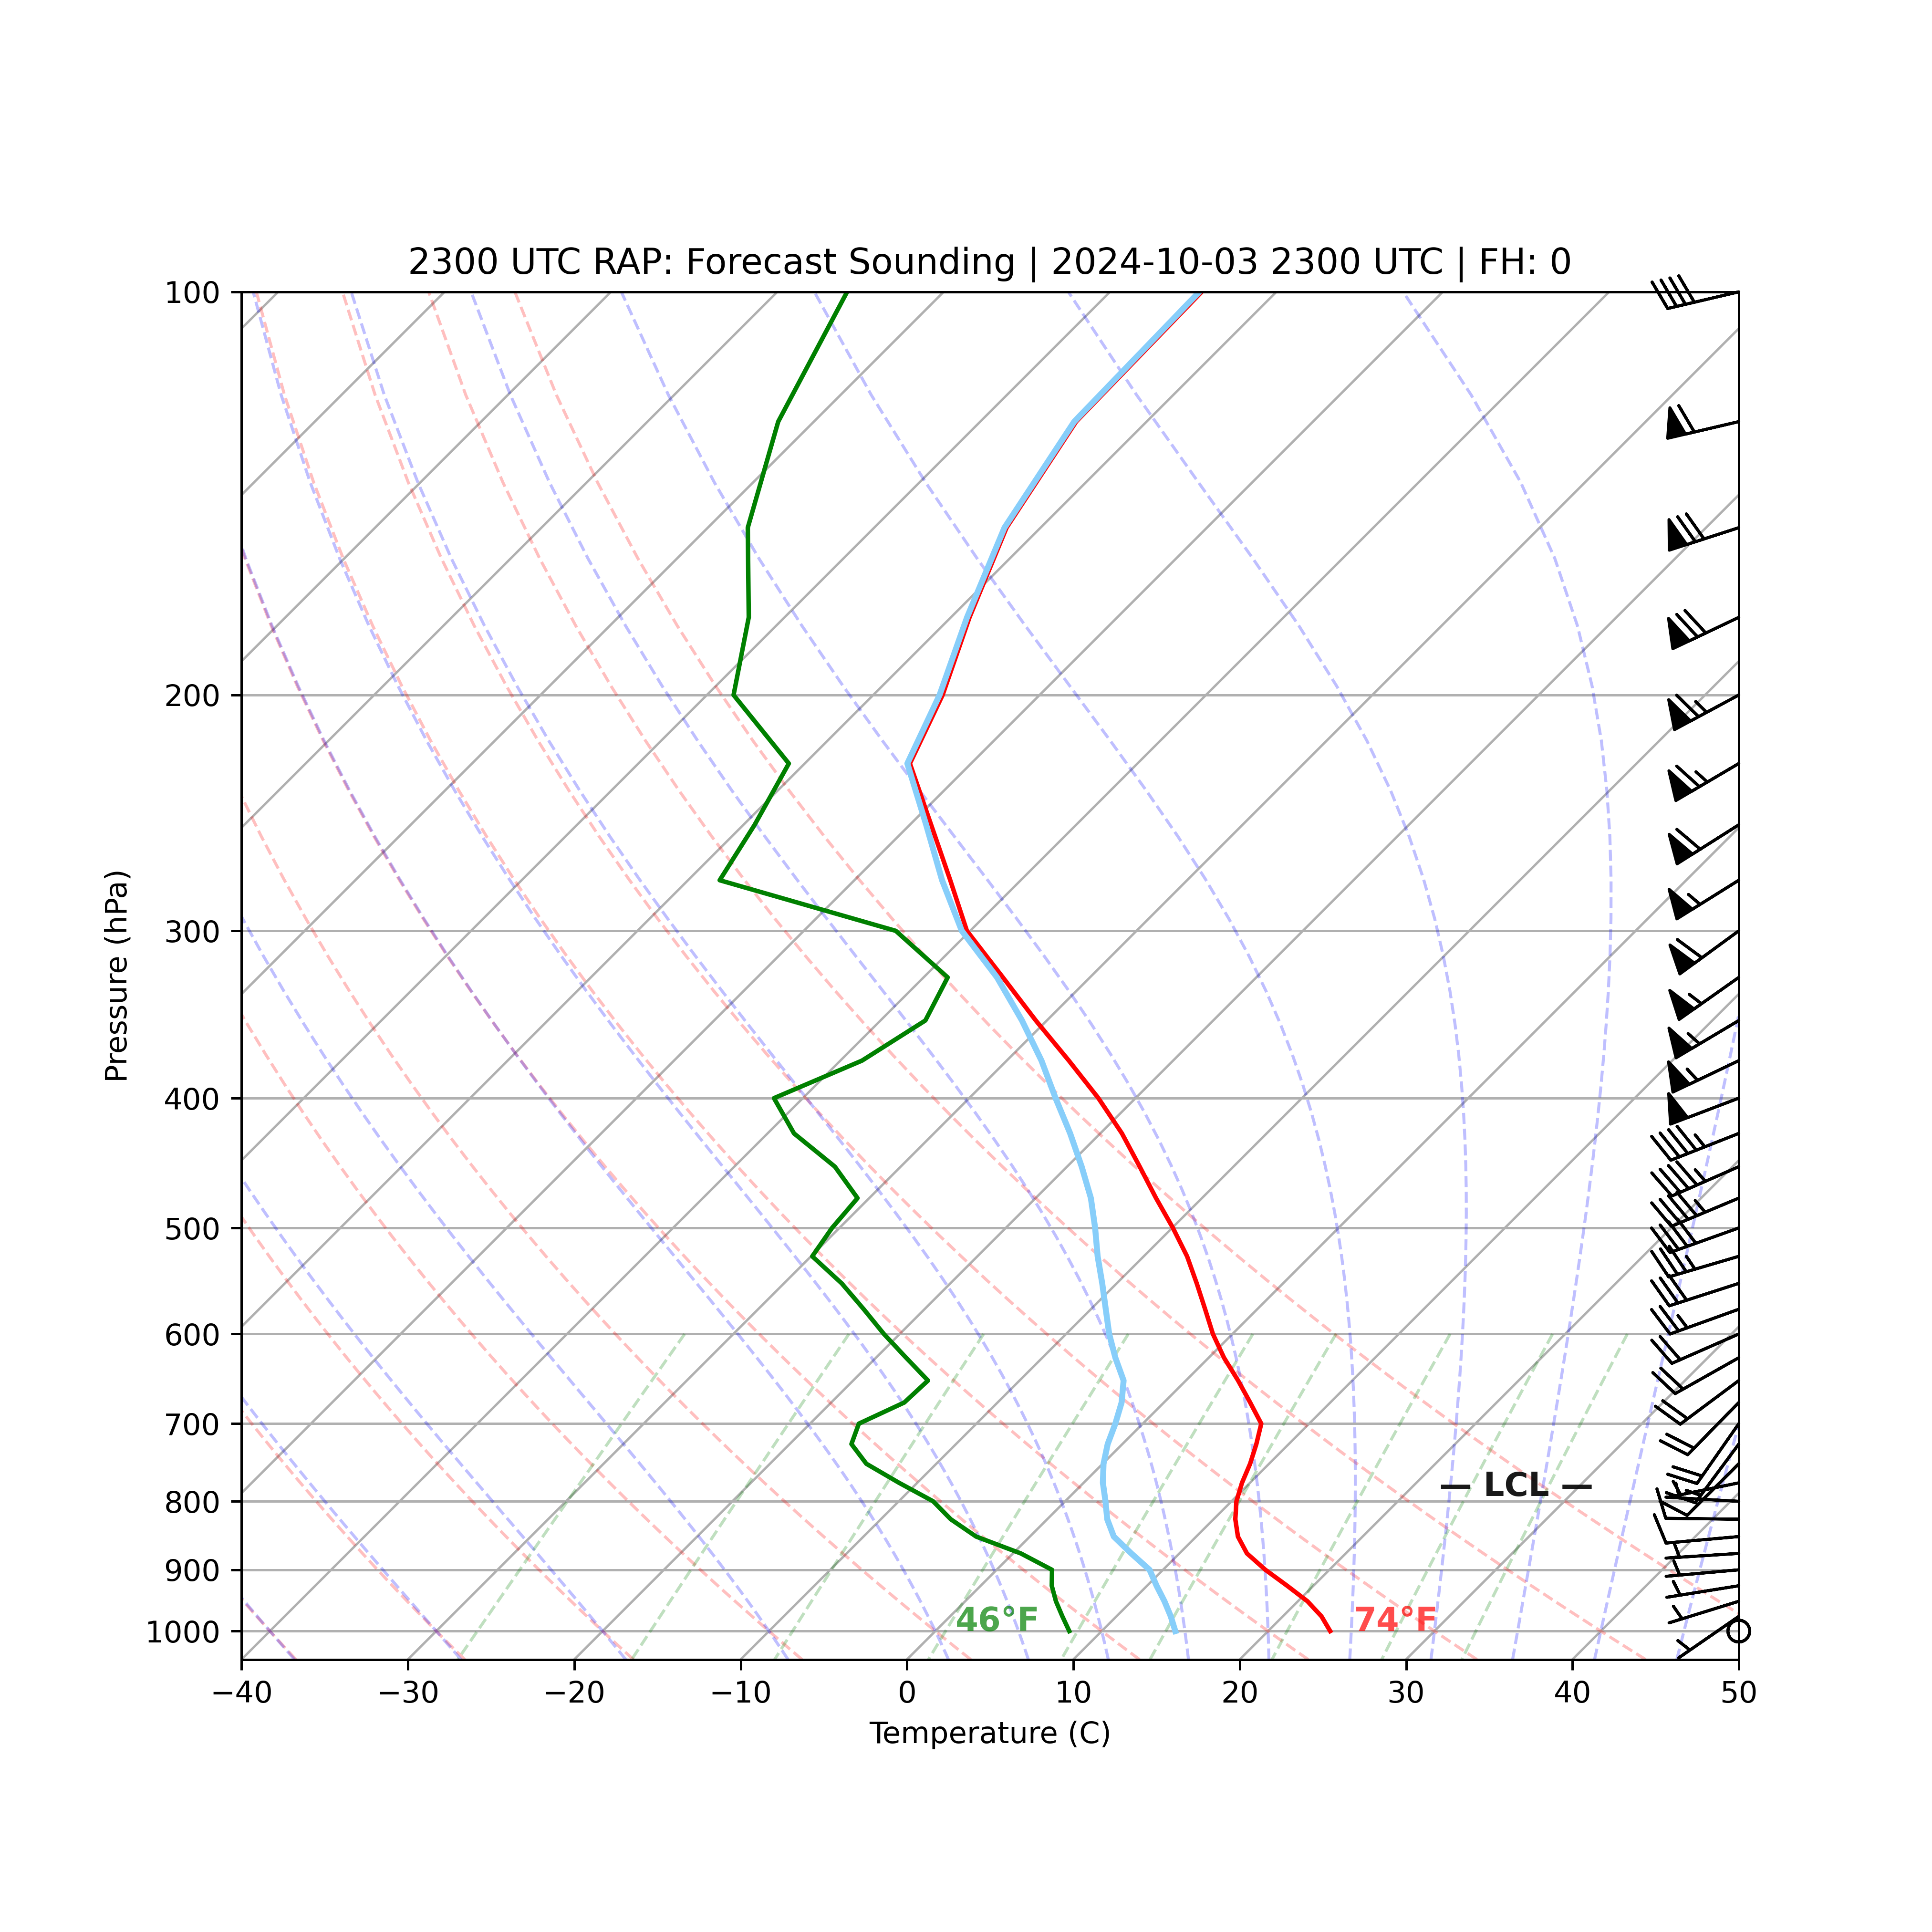 2300 UTC RAP: Forecast Sounding | 2024-10-03 2300 UTC | FH: 0
100
200
300
400
500
600
700
800
900
1000
Pressure (hPa)
— LCL —
46°F
74°F
−40 −30 −20 −10 0 10 20 30 40 50
Temperature (C)